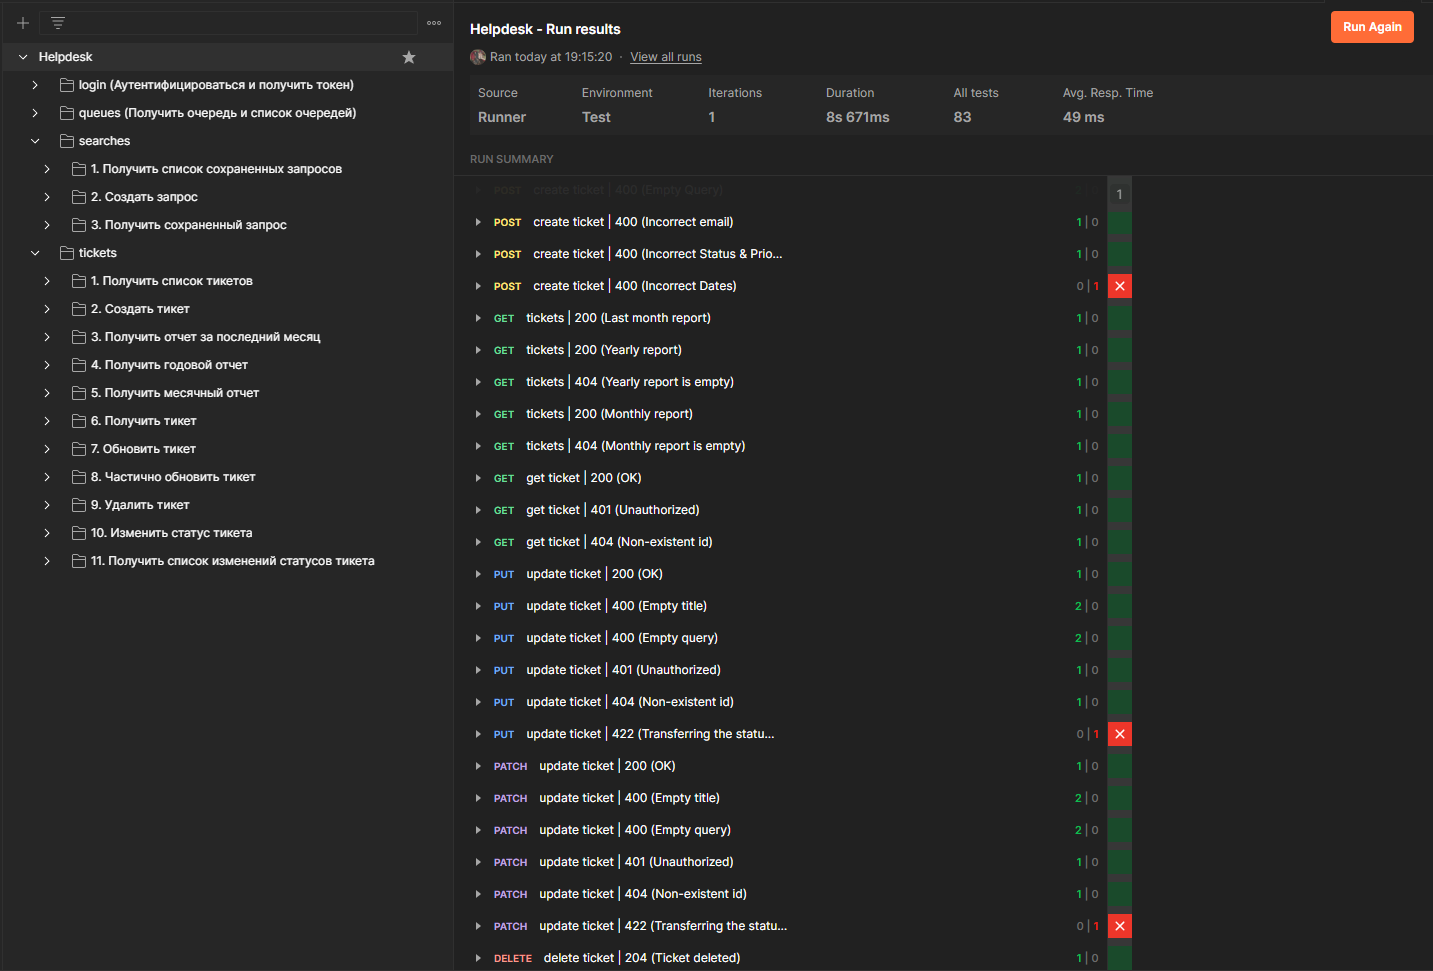 Helpdesk
login (Аутентифицироваться и получить токен)
queues (Получить очередь и список очередей)
searches
1. Получить список сохраненных запросов
2. Создать запрос
3. Получить сохраненный запрос
tickets
1. Получить список тикетов
2. Создать тикет
3. Получить отчет за последний месяц
4. Получить годовой отчет
5. Получить месячный отчет
6. Получить тикет
7. Обновить тикет
8. Частично обновить тикет
9. Удалить тикет
10. Изменить статус тикета
11. Получить список изменений статусов тикета
Helpdesk - Run results
Run Again
Ran today at 19:15:20 · View all runs
Source Environment Iterations Duration All tests Avg. Resp. Time
Runner Test 1 8s 671ms 83 49 ms
RUN SUMMARY
POST create ticket | 400 (Empty Query) 1
POST create ticket | 400 (Incorrect email) 1 | 0
POST create ticket | 400 (Incorrect Status & Prio... 1 | 0
POST create ticket | 400 (Incorrect Dates) 0 | 1
GET tickets | 200 (Last month report) 1 | 0
GET tickets | 200 (Yearly report) 1 | 0
GET tickets | 404 (Yearly report is empty) 1 | 0
GET tickets | 200 (Monthly report) 1 | 0
GET tickets | 404 (Monthly report is empty) 1 | 0
GET get ticket | 200 (OK) 1 | 0
GET get ticket | 401 (Unauthorized) 1 | 0
GET get ticket | 404 (Non-existent id) 1 | 0
PUT update ticket | 200 (OK) 1 | 0
PUT update ticket | 400 (Empty title) 2 | 0
PUT update ticket | 400 (Empty query) 2 | 0
PUT update ticket | 401 (Unauthorized) 1 | 0
PUT update ticket | 404 (Non-existent id) 1 | 0
PUT update ticket | 422 (Transferring the statu... 0 | 1
PATCH update ticket | 200 (OK) 1 | 0
PATCH update ticket | 400 (Empty title) 2 | 0
PATCH update ticket | 400 (Empty query) 2 | 0
PATCH update ticket | 401 (Unauthorized) 1 | 0
PATCH update ticket | 404 (Non-existent id) 1 | 0
PATCH update ticket | 422 (Transferring the statu... 0 | 1
DELETE delete ticket | 204 (Ticket deleted) 1 | 0